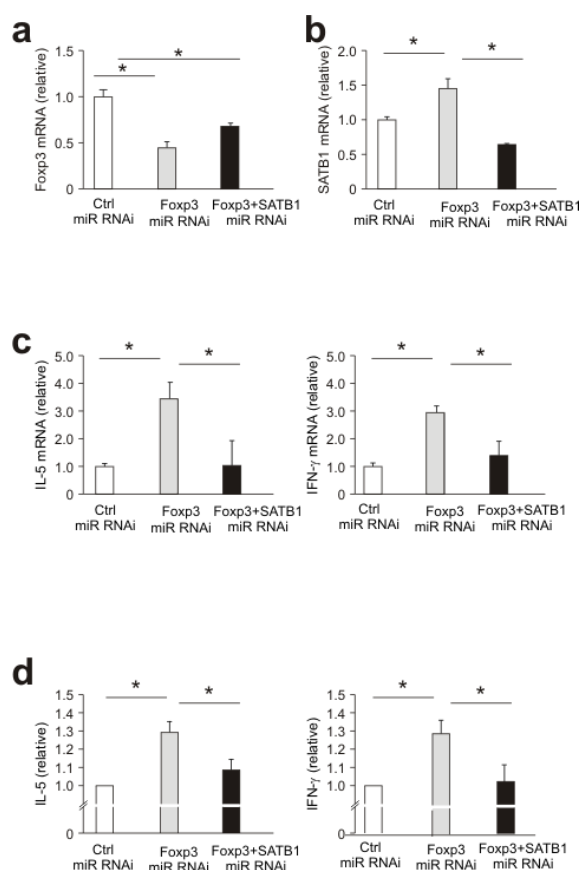 a
Foxp3 mRNA (relative)
1.5
1.0
0.5
0
*
*
Ctrl
miR RNAi
Foxp3
miR RNAi
Foxp3+SATB1
miR RNAi
b
SATB1 mRNA (relative)
2.0
1.5
1.0
0.5
0
*
*
Ctrl
miR RNAi
Foxp3
miR RNAi
Foxp3+SATB1
miR RNAi
c
IL-5 mRNA (relative)
5.0
4.0
3.0
2.0
1.0
0
*
*
Ctrl
miR RNAi
Foxp3
miR RNAi
Foxp3+SATB1
miR RNAi
IFN-γ mRNA (relative)
5.0
4.0
3.0
2.0
1.0
0
*
*
Ctrl
miR RNAi
Foxp3
miR RNAi
Foxp3+SATB1
miR RNAi
d
IL-5 (relative)
1.5
1.4
1.3
1.2
1.1
1.0
0
*
*
Ctrl
miR RNAi
Foxp3
miR RNAi
Foxp3+SATB1
miR RNAi
IFN-γ (relative)
1.5
1.4
1.3
1.2
1.1
1.0
0
*
*
Ctrl
miR RNAi
Foxp3
miR RNAi
Foxp3+SATB1
miR RNAi